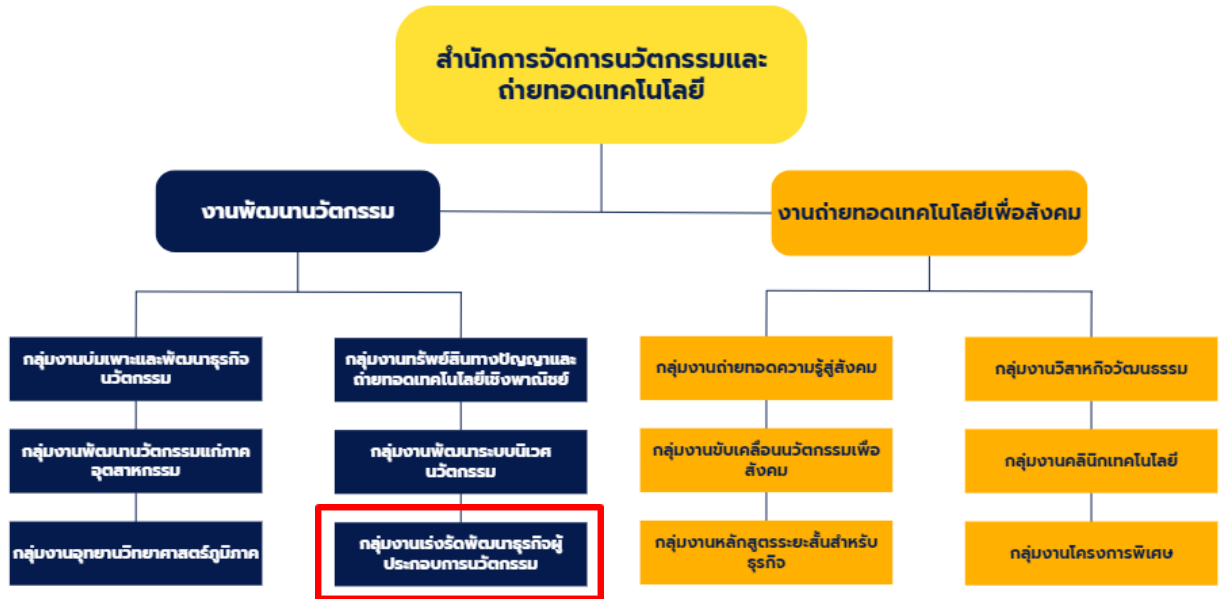 สำนักการจัดการนวัตกรรมและ
ถ่ายทอดเทคโนโลยี
งานพัฒนานวัตกรรม
งานถ่ายทอดเทคโนโลยีเพื่อสังคม
กลุ่มงานบ่มเพาะและพัฒนาธุรกิจ
นวัตกรรม
กลุ่มงานทรัพย์สินทางปัญญาและ
ถ่ายทอดเทคโนโลยีเชิงพาณิชย์
กลุ่มงานถ่ายทอดความรู้สู่สังคม
กลุ่มงานวิสาหกิจวัฒนธรรม
กลุ่มงานพัฒนานวัตกรรมแก่ภาค
อุตสาหกรรม
กลุ่มงานพัฒนาระบบนิเวศ
นวัตกรรม
กลุ่มงานขับเคลื่อนนวัตกรรมเพื่อ
สังคม
กลุ่มงานคลินิกเทคโนโลยี
กลุ่มงานอุทยานวิทยาศาสตร์ภูมิภาค
กลุ่มงานเร่งรัดพัฒนาธุรกิจผู้
ประกอบการนวัตกรรม
กลุ่มงานหลักสูตรระยะสั้นสำหรับ
ธุรกิจ
กลุ่มงานโครงการพิเศษ